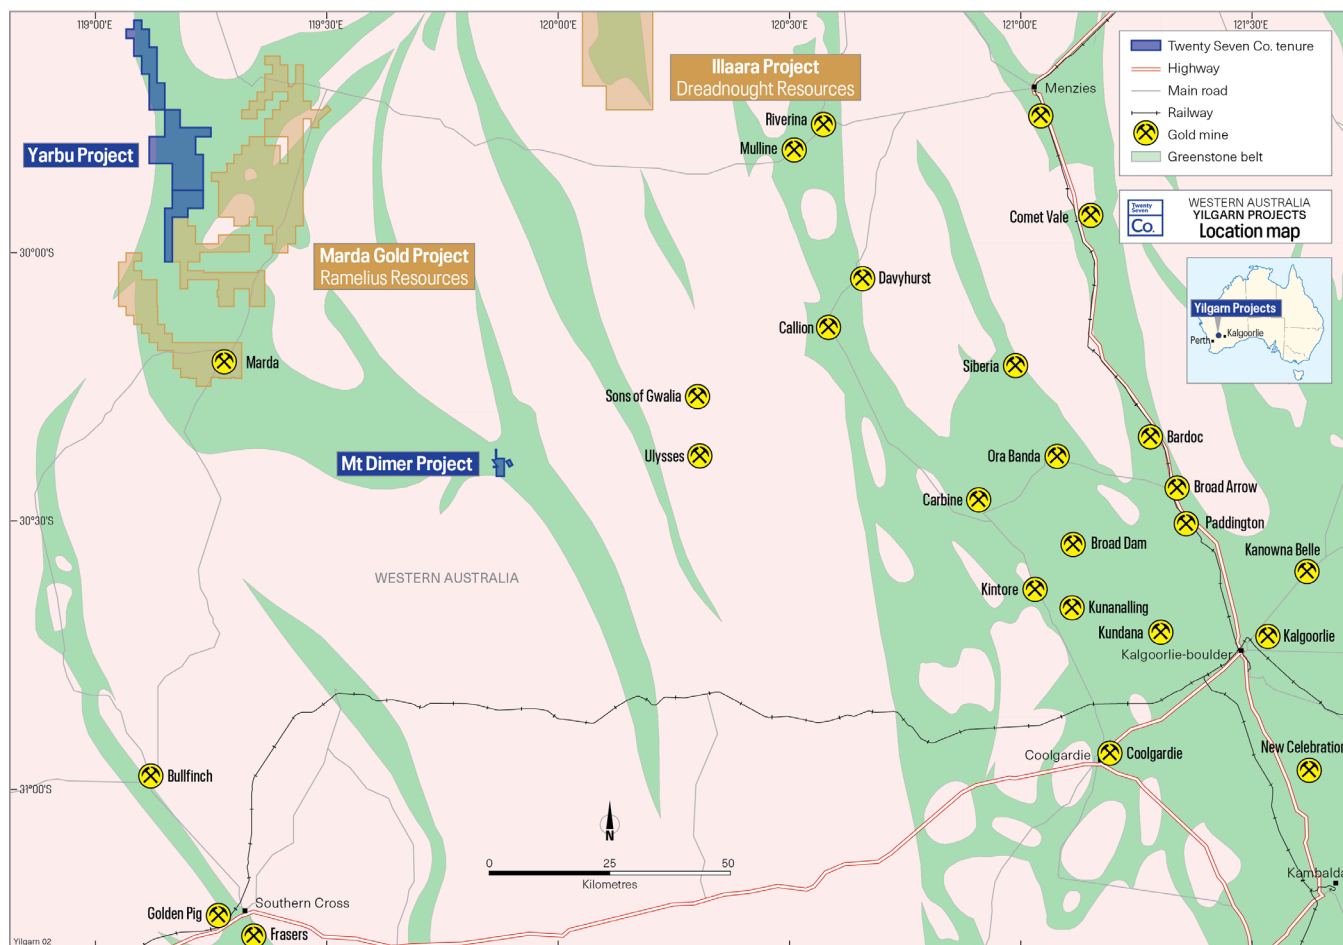 119°00'E
119°30'E
120°00'E
120°30'E
121°00'E
121°30'E
Twenty Seven Co. tenure
Highway
Main road
Railway
Gold mine
Greenstone belt
Illaara Project
Dreadnought Resources
Menzies
Riverina
Mulline
Yarbu Project
Comet Vale
Twenty
Seven
Co.
WESTERN AUSTRALIA
YILGARN PROJECTS
Location map
30°00'S
Marda Gold Project
Ramelius Resources
Davyhurst
Callion
Yilgarn Projects
Kalgoorlie
Perth
Marda
Siberia
Sons of Gwalia
Bardoc
Ulysses
Ora Banda
Mt Dimer Project
Broad Arrow
Carbine
30°30'S
Paddington
Broad Dam
Kanowna Belle
WESTERN AUSTRALIA
Kintore
Kunanalling
Kundana
Kalgoorlie
Kalgoorlie-boulder
New Celebration
Coolgardie
Coolgardie
Bullfinch
31°00'S
N
0 25 50
Kilometres
Kambalda
Southern Cross
Golden Pig
Frasers
Yilgarn 02